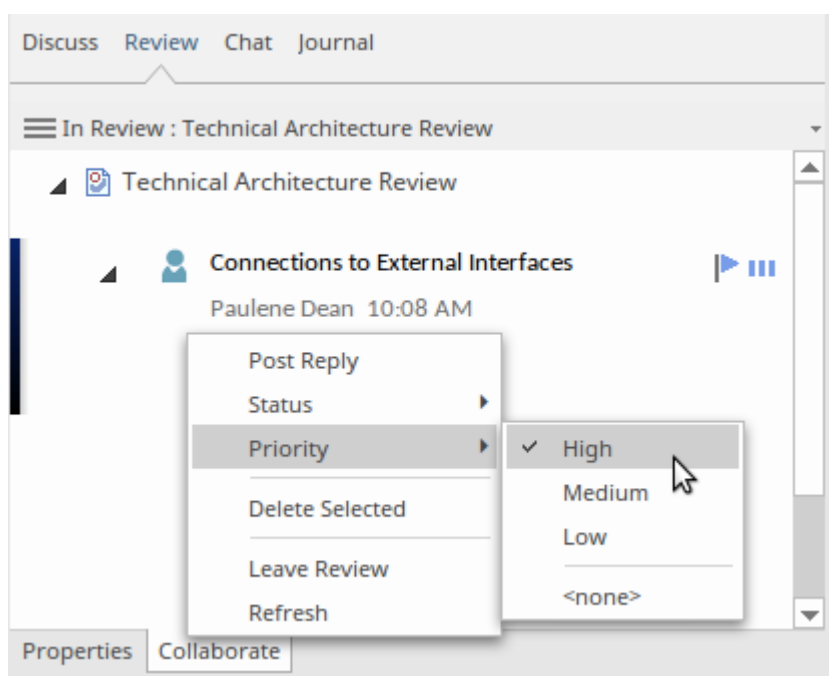 Discuss Review Chat Journal
In Review : Technical Architecture Review
Technical Architecture Review
Connections to External Interfaces
Paulene Dean 10:08 AM
Post Reply
Status
Priority
Delete Selected
Leave Review
Refresh
High
Medium
Low
<none>
Properties Collaborate